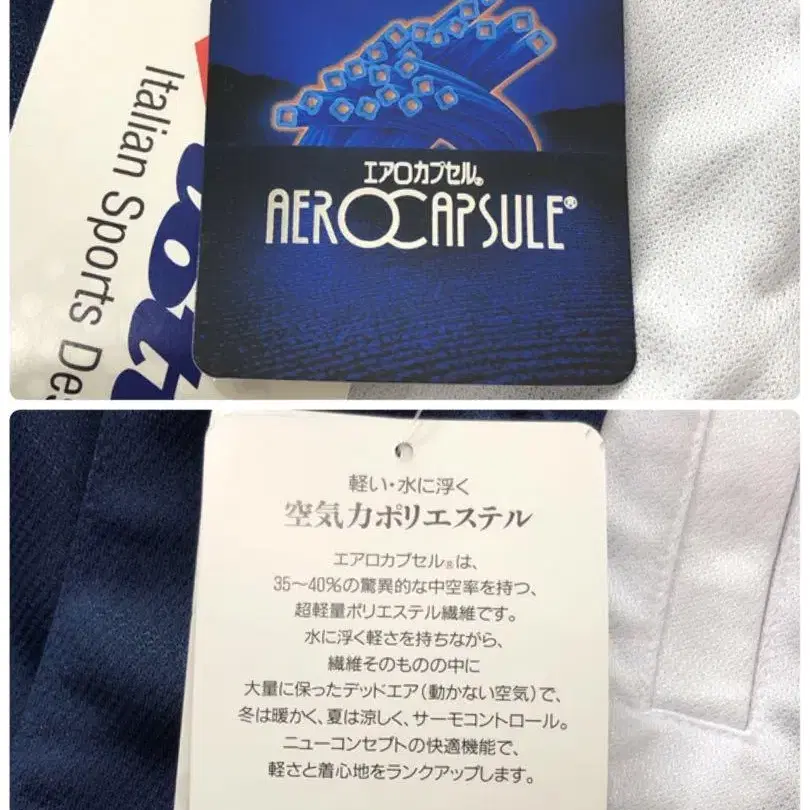 Italian Sports Des
エアロカプセル®
AEROCAPSULE®
軽い・水に浮く
空気力ポリエステル
エアロカプセル®は、
35〜40%の驚異的な中空率を持つ、
超軽量ポリエステル繊維です。
水に浮く軽さを持ちながら、
繊維そのものの中に
大量に保ったデッドエア(動かない空気)で、
冬は暖かく、夏は涼しく、サーモコントロール。
ニューコンセプトの快適機能で、
軽さと着心地をランクアップします。